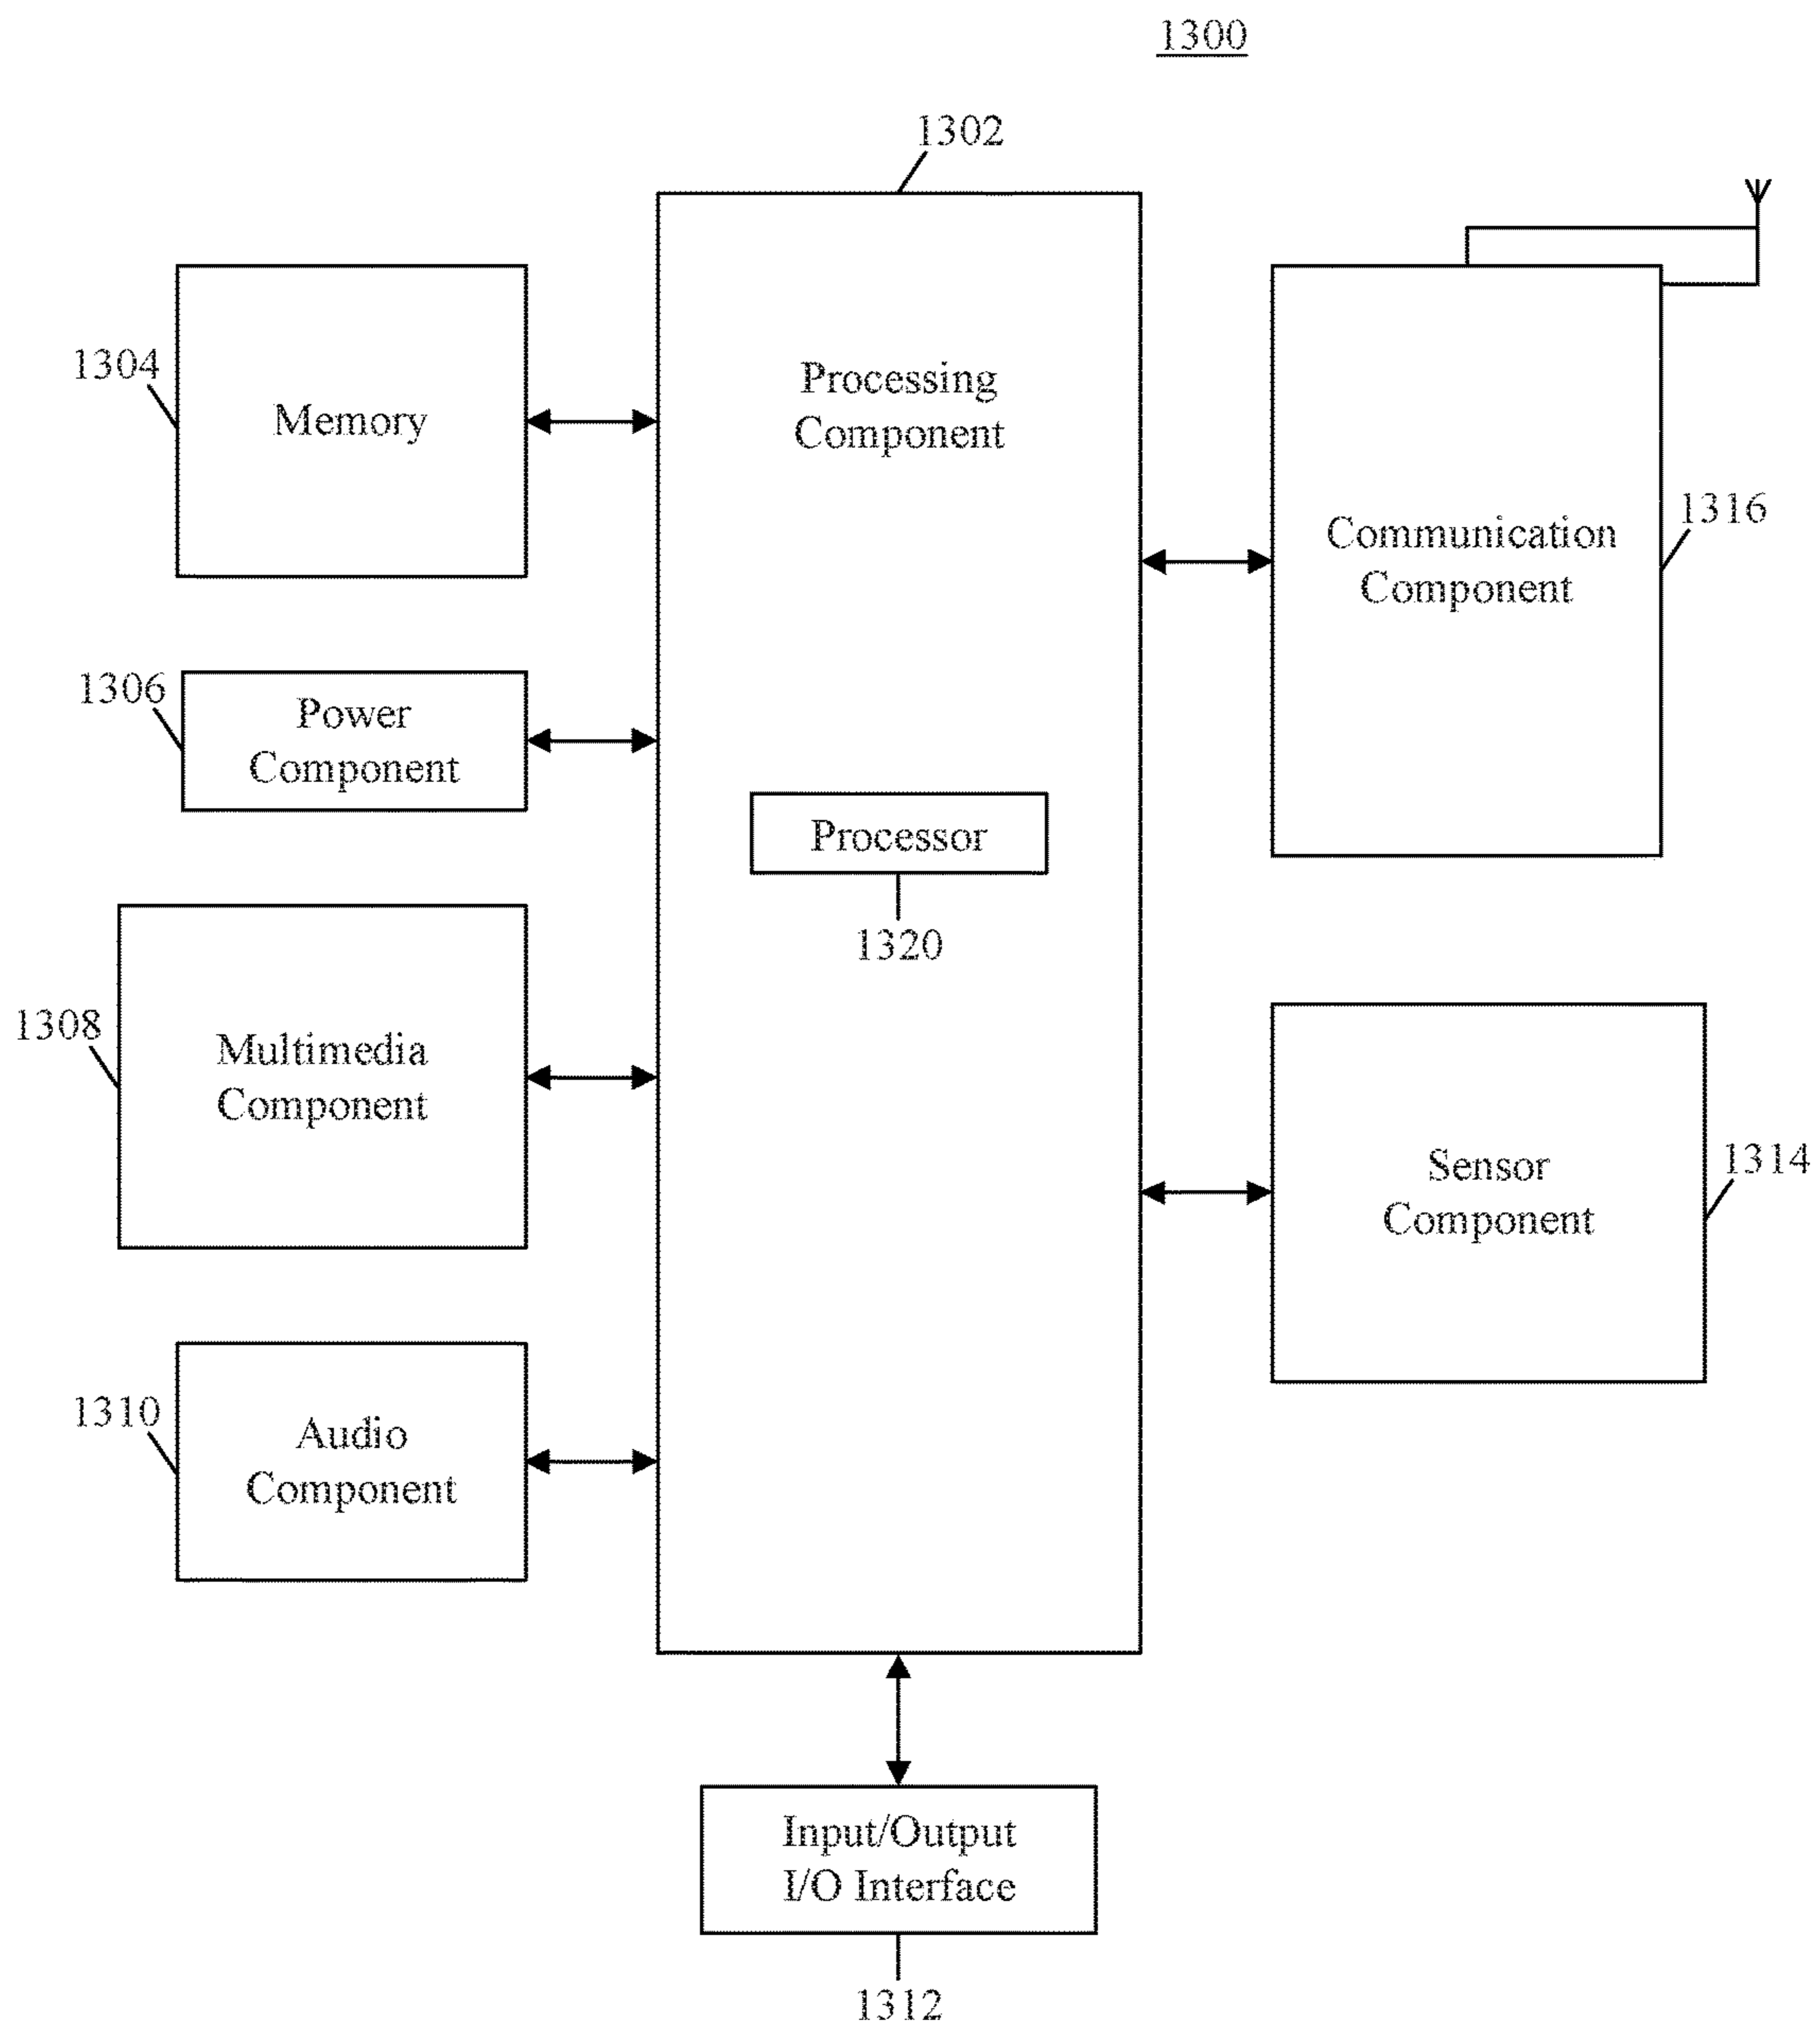 1300
1302
1304
Memory
Processing
Component
Communication
Component
1316
1306
Power
Component
Processor
1320
1308
Multimedia
Component
Sensor
Component
1314
1310
Audio
Component
Input/Output
I/O Interface
1312